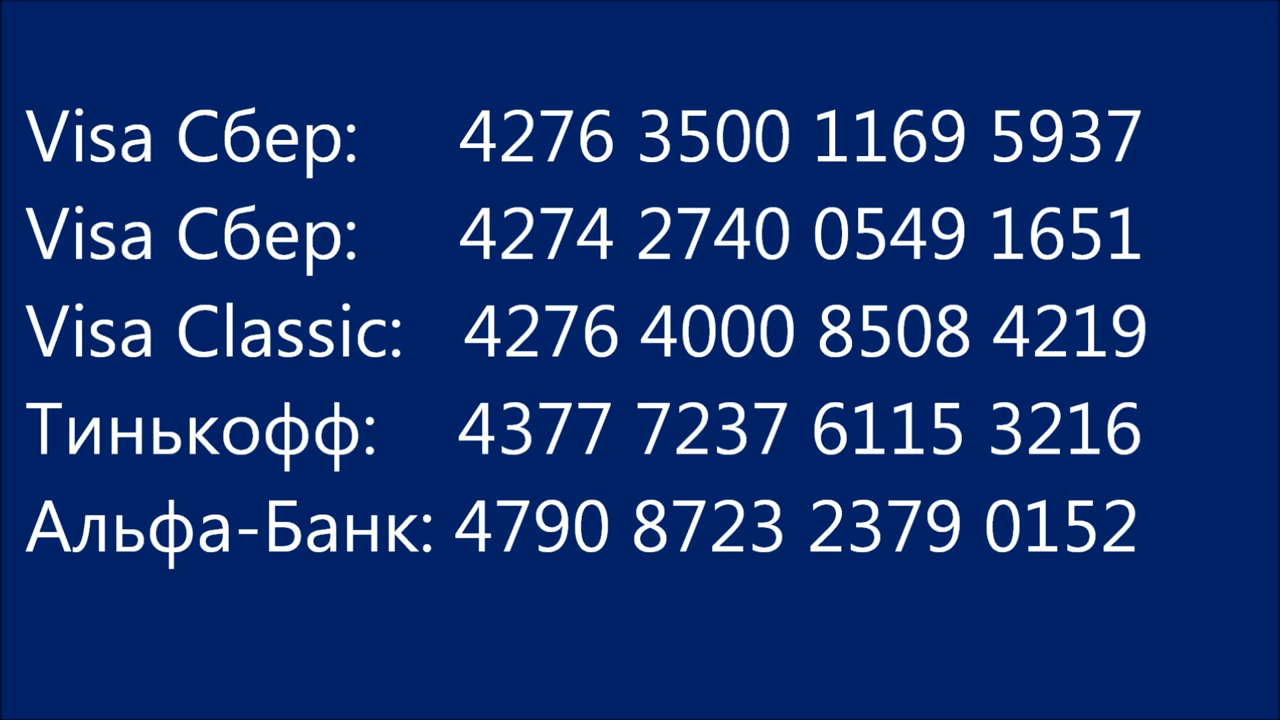 Visa Сбер: 4276 3500 1169 5937
Visa Сбер: 4274 2740 0549 1651
Visa Classic: 4276 4000 8508 4219
Тинькофф: 4377 7237 6115 3216
Альфа-Банк: 4790 8723 2379 0152